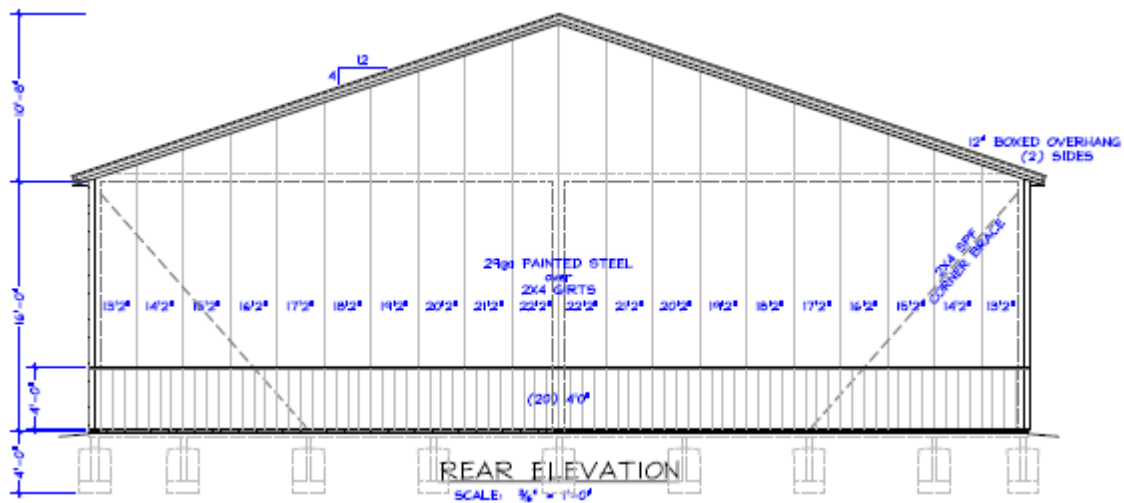 12
4
10'-8"
12" BOXED OVERHANG
(2) SIDES
16'-0"
29ga PAINTED STEEL
over
2X4 GIRTS
2X4 SPF
CORNER BRACE
13'2" 14'2" 15'2" 16'2" 17'2" 18'2" 19'2" 20'2" 21'2" 22'2" 22'2" 21'2" 20'2" 19'2" 18'2" 17'2" 16'2" 15'2" 14'2" 13'2"
4'-0"
(20) 4'0"
4'-0"
REAR ELEVATION
SCALE: = 1'-0"